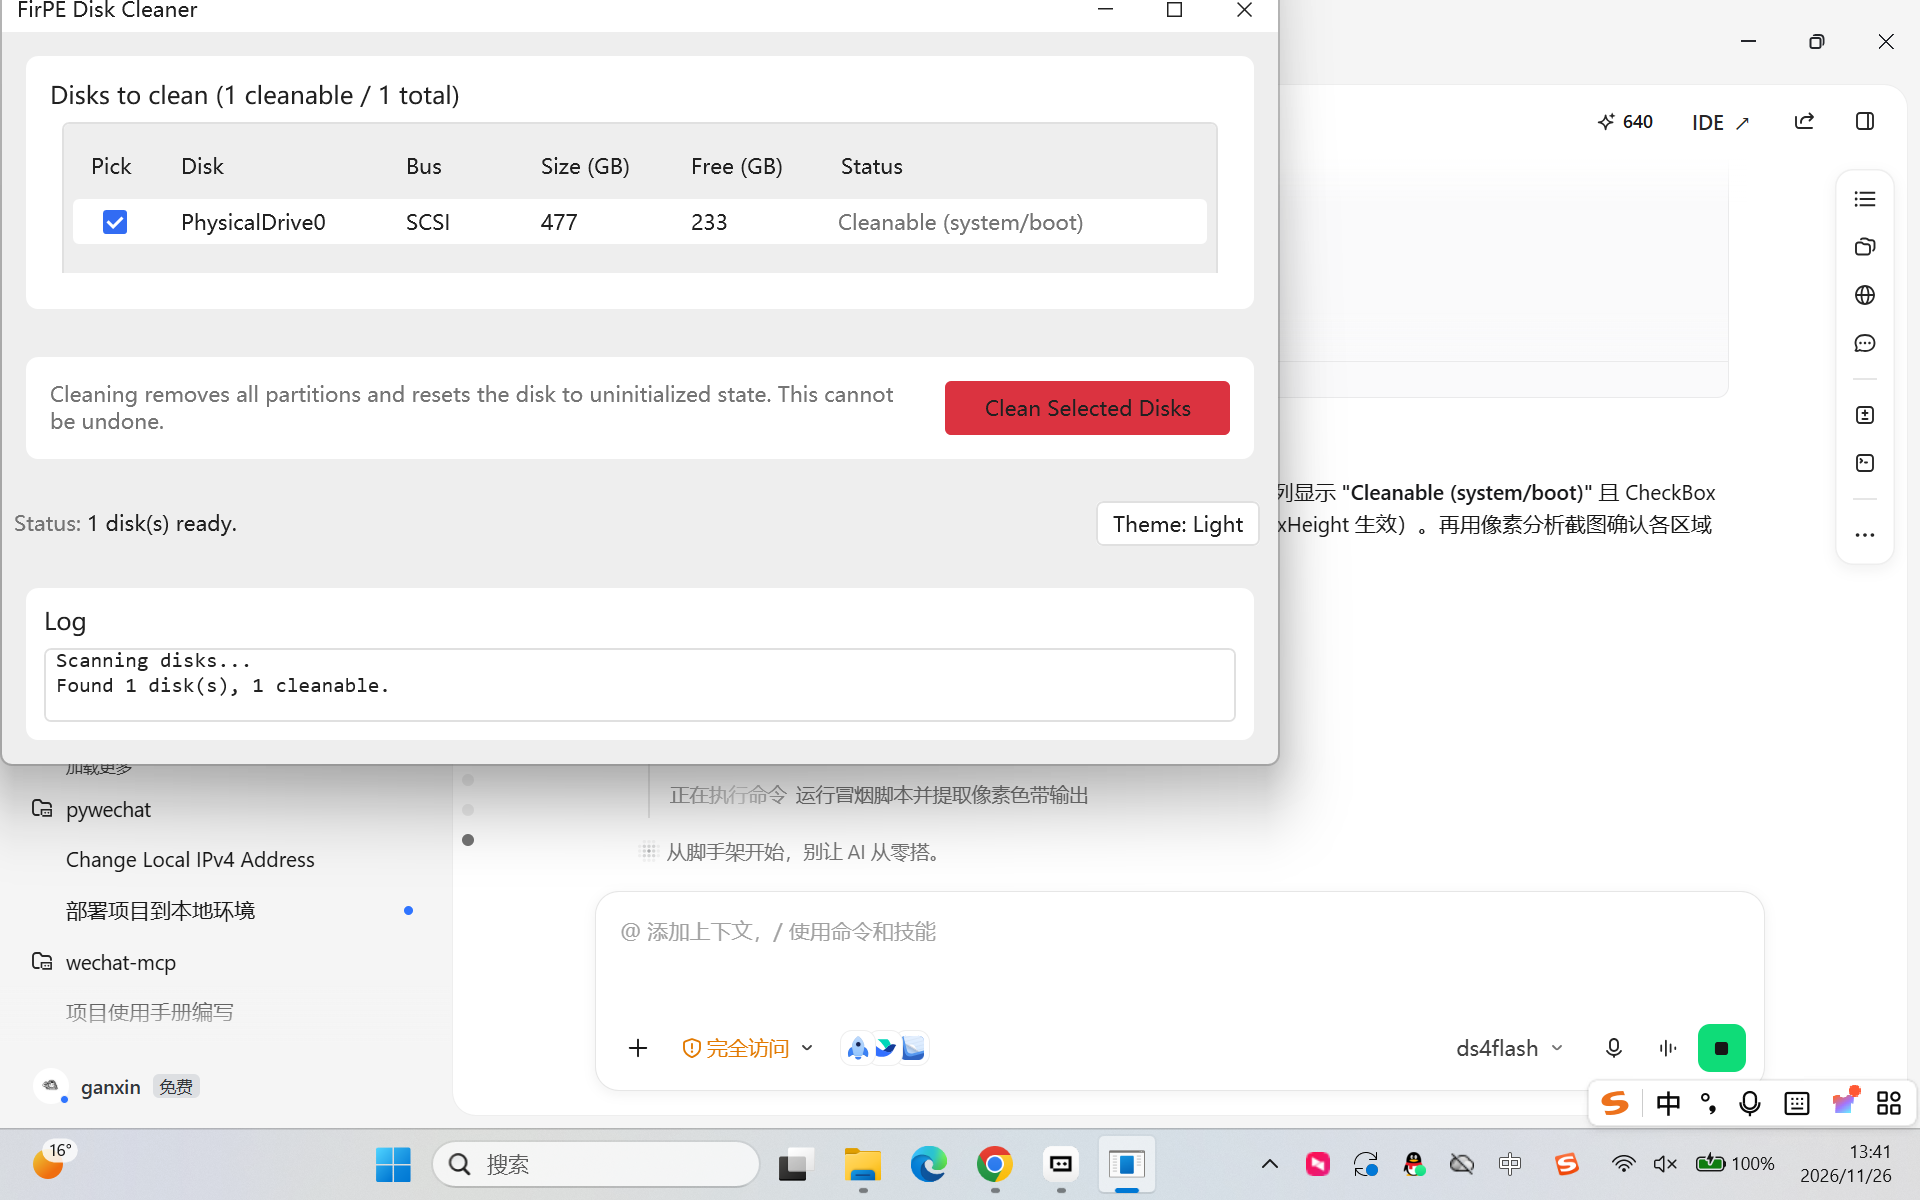 FirPE Disk Cleaner
Disks to clean (1 cleanable / 1 total)
Pick Disk Bus Size (GB) Free (GB) Status
PhysicalDrive0 SCSI 477 233 Cleanable (system/boot)
Cleaning removes all partitions and resets the disk to uninitialized state. This cannot
be undone.
Clean Selected Disks
Status: 1 disk(s) ready.
Theme: Light
Log
Scanning disks...
Found 1 disk(s), 1 cleanable.
640
IDE ↗
列显示 "Cleanable (system/boot)" 且 CheckBox
xHeight 生效）。再用像素分析截图确认各区域
加载更多
pywechat
Change Local IPv4 Address
部署项目到本地环境
wechat-mcp
项目使用手册编写
ganxin 免费
正在执行命令 运行冒烟脚本并提取像素色带输出
从脚手架开始，别让 AI 从零搭。
@ 添加上下文，/ 使用命令和技能
完全访问
ds4flash
中
16°
搜索
中
100%
13:41
2026/11/26